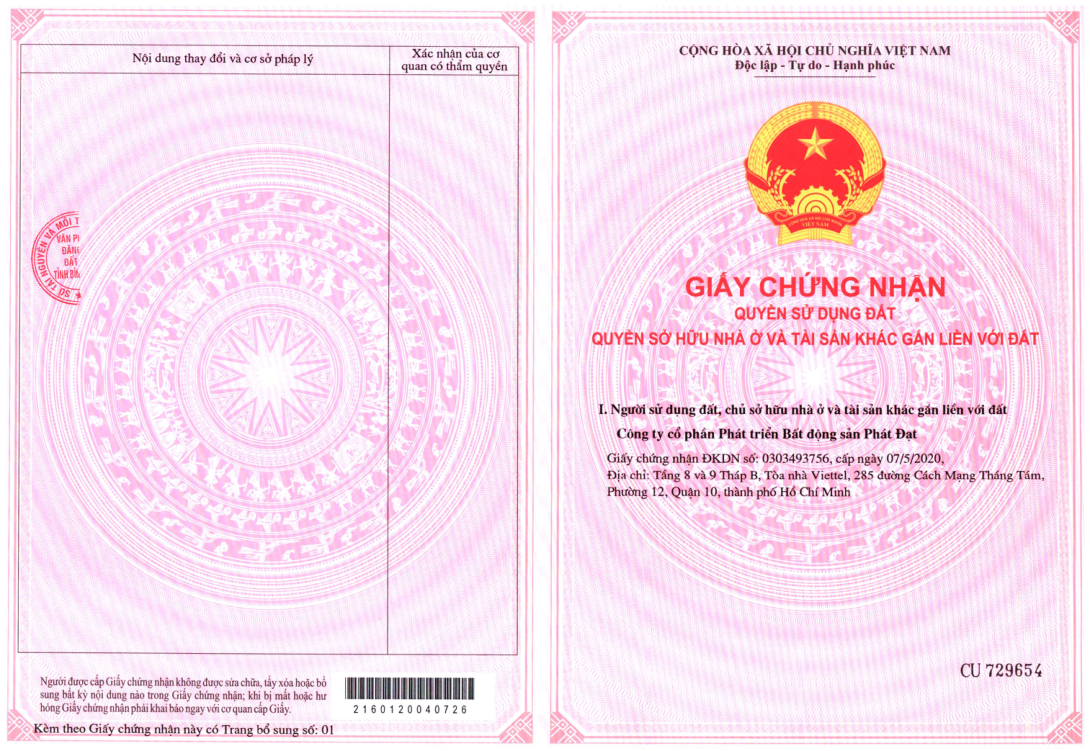 Nội dung thay đổi và cơ sở pháp lý
Xác nhận của cơ
quan có thẩm quyền
SỞ TÀI NGUYÊN VÀ MÔI T
VĂN PH
ĐĂNG
ĐẤT
TỈNH BÌN
Người được cấp Giấy chứng nhận không được sửa chữa, tẩy xóa hoặc bổ
sung bất kỳ nội dung nào trong Giấy chứng nhận; khi bị mất hoặc hư
hỏng Giấy chứng nhận phải khai báo ngay với cơ quan cấp Giấy.
2160120040726
Kèm theo Giấy chứng nhận này có Trang bổ sung số: 01
CỘNG HÒA XÃ HỘI CHỦ NGHĨA VIỆT NAM
Độc lập - Tự do - Hạnh phúc
CỘNG HÒA XÃ HỘI CHỦ NGHĨA
VIỆT NAM
GIẤY CHỨNG NHẬN
QUYỀN SỬ DỤNG ĐẤT
QUYỀN SỞ HỮU NHÀ Ở VÀ TÀI SẢN KHÁC GẮN LIỀN VỚI ĐẤT
I. Người sử dụng đất, chủ sở hữu nhà ở và tài sản khác gắn liền với đất
Công ty cổ phần Phát triển Bất động sản Phát Đạt
Giấy chứng nhận ĐKDN số: 0303493756, cấp ngày 07/5/2020,
Địa chỉ: Tầng 8 và 9 Tháp B, Tòa nhà Viettel, 285 đường Cách Mạng Tháng Tám,
Phường 12, Quận 10, thành phố Hồ Chí Minh
CU 729654